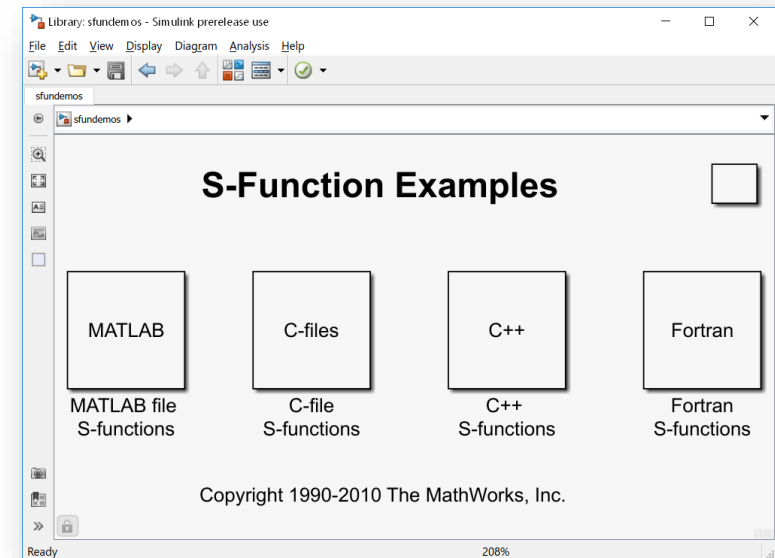 Library: sfundemos - Simulink prerelease use
File Edit View Display Diagram Analysis Help
sfundemos
sfundemos
S-Function Examples
MATLAB
C-files
C++
Fortran
MATLAB file
S-functions
C-file
S-functions
C++
S-functions
Fortran
S-functions
Copyright 1990-2010 The MathWorks, Inc.
Ready
208%